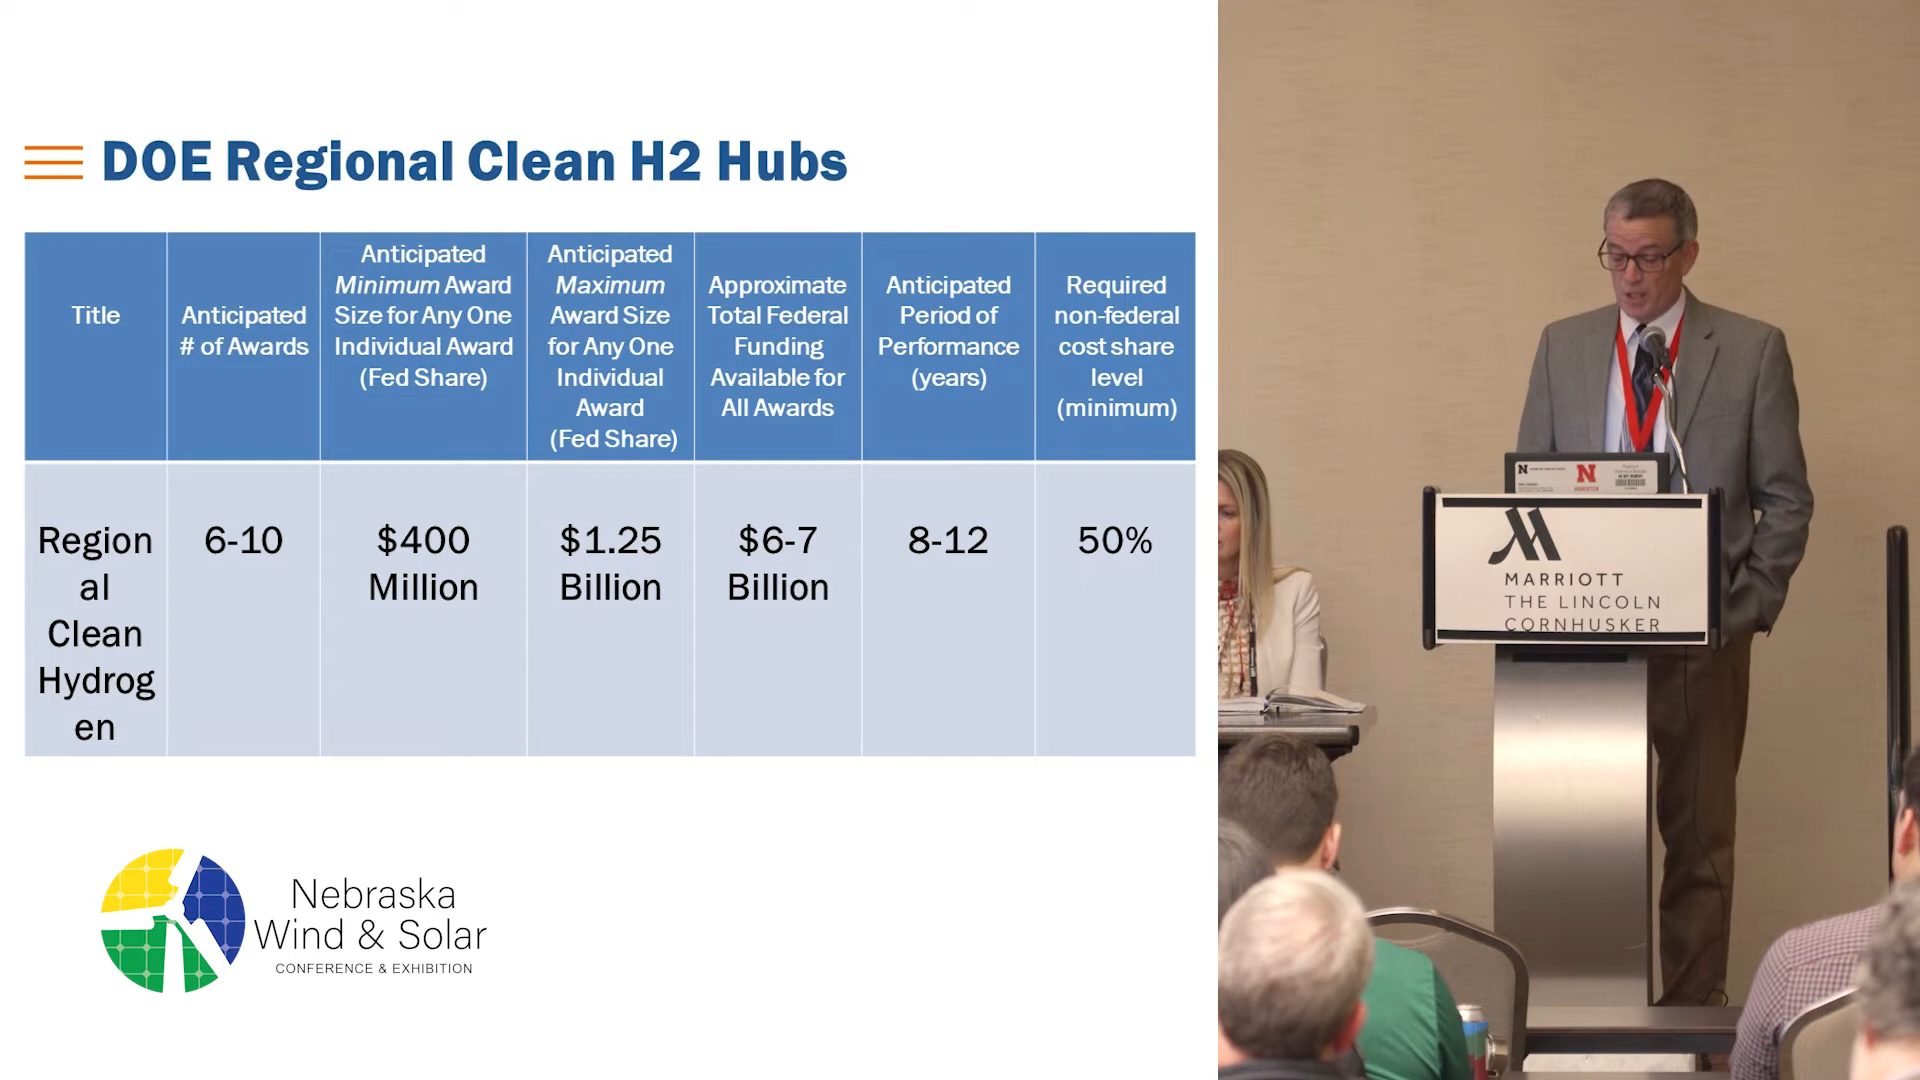 DOE Regional Clean H2 Hubs
Title
Anticipated
# of Awards
Anticipated
Minimum Award
Size for Any One
Individual Award
(Fed Share)
Anticipated
Maximum
Award Size
for Any One
Individual
Award
(Fed Share)
Approximate
Total Federal
Funding
Available for
All Awards
Anticipated
Period of
Performance
(years)
Required
non-federal
cost share
level
(minimum)
Region
al
Clean
Hydrog
en
6-10
$400
Million
$1.25
Billion
$6-7
Billion
8-12
50%
Nebraska
Wind & Solar
CONFERENCE & EXHIBITION
N
N
MARRIOTT
THE LINCOLN
CORNHUSKER